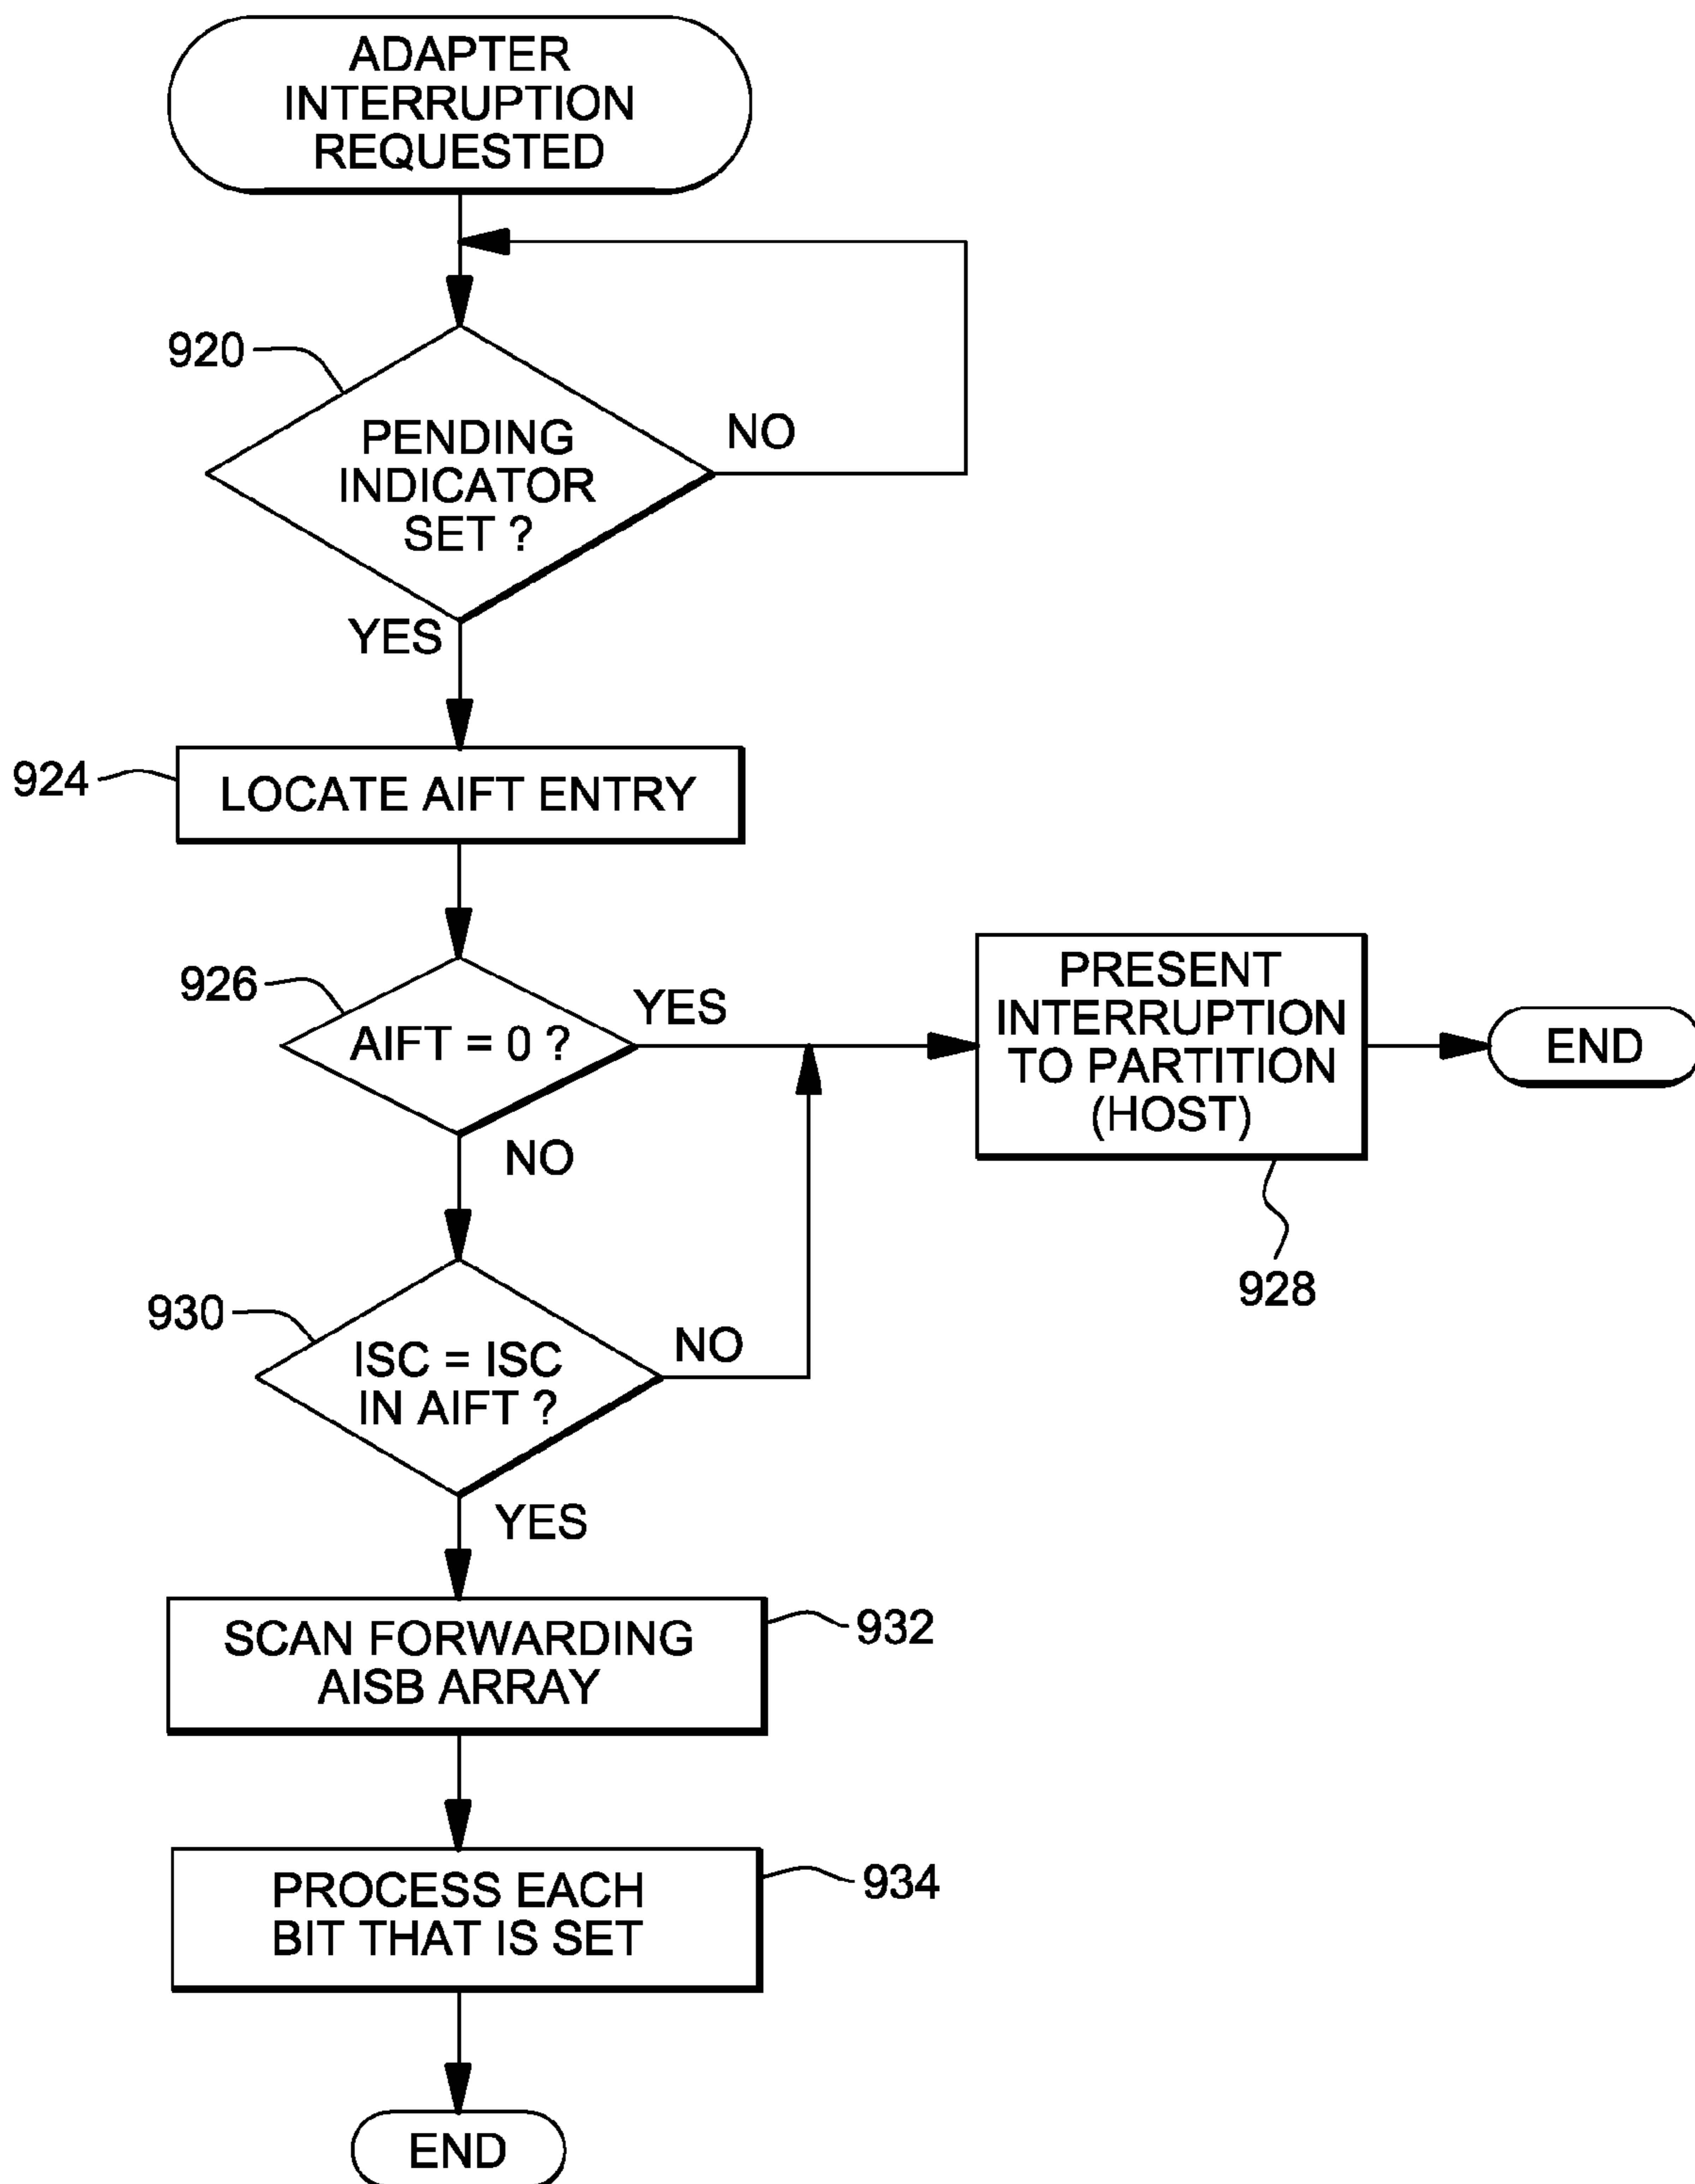 ADAPTER
INTERRUPTION
REQUESTED
920
PENDING
INDICATOR
SET ?
NO
YES
924
LOCATE AIFT ENTRY
926
AIFT = 0 ?
YES
NO
PRESENT
INTERRUPTION
TO PARTITION
(HOST)
END
928
930
ISC = ISC
IN AIFT ?
NO
YES
SCAN FORWARDING
AISB ARRAY
932
PROCESS EACH
BIT THAT IS SET
934
END